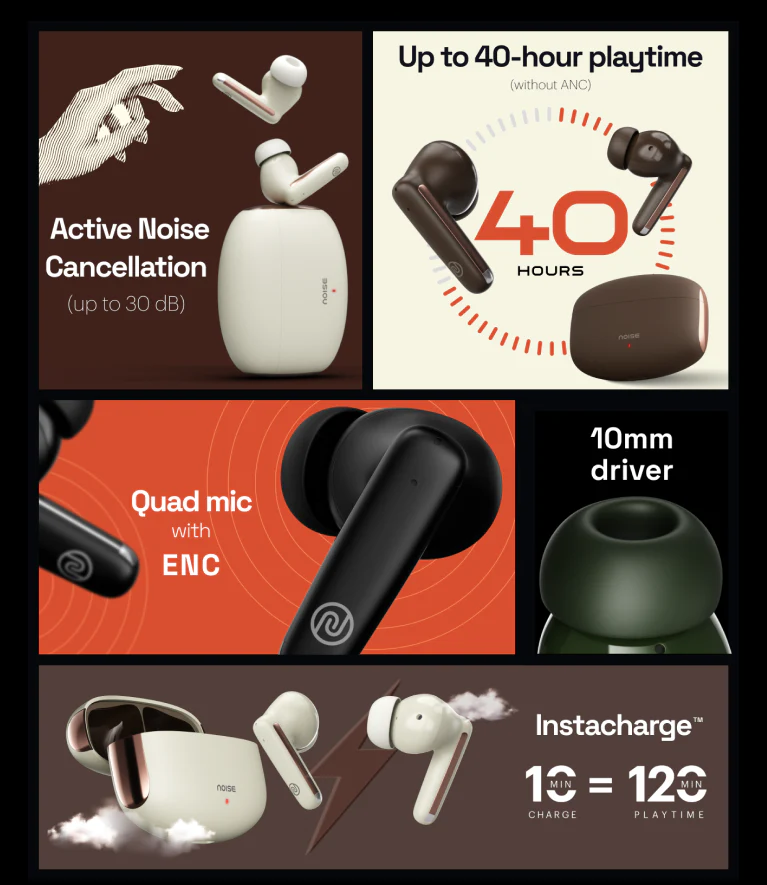 Active Noise
Cancellation
(up to 30 dB)
NOISE
Up to 40-hour playtime
(without ANC)
40
HOURS
NOISE
Quad mic
with
ENC
10mm
driver
NOISE
Instacharge™
10 MIN = 120 MIN
CHARGE PLAYTIME